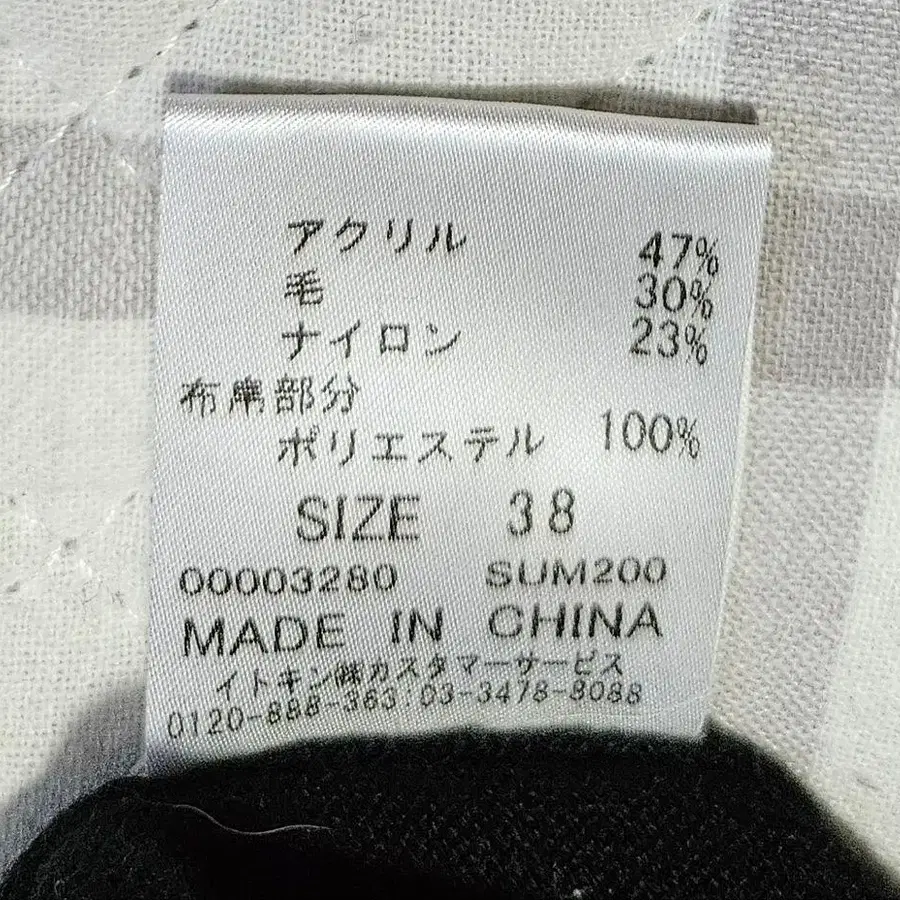 アクリル 47%
毛 30%
ナイロン 23%
布帛部分
ポリエステル 100%
SIZE 38
00003280 SUM200
MADE IN CHINA
イトキン㈱カスタマーサービス
0120-888-363:03-3478-8088